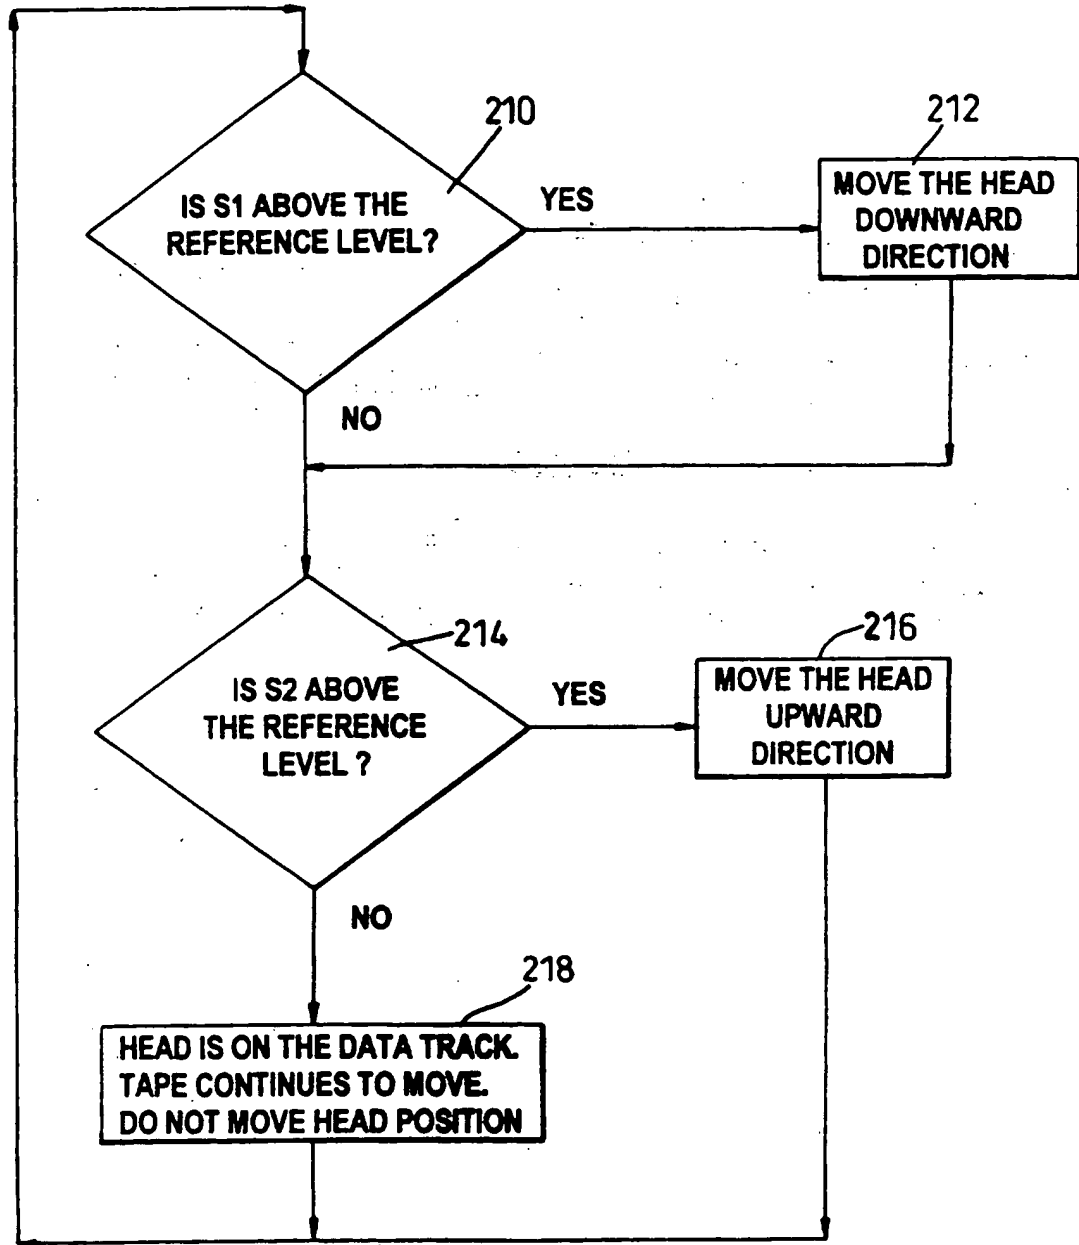 210
IS S1 ABOVE THE
REFERENCE LEVEL?
YES
212
MOVE THE HEAD
DOWNWARD
DIRECTION
NO
214
IS S2 ABOVE
THE REFERENCE
LEVEL ?
YES
216
MOVE THE HEAD
UPWARD
DIRECTION
NO
218
HEAD IS ON THE DATA TRACK.
TAPE CONTINUES TO MOVE.
DO NOT MOVE HEAD POSITION